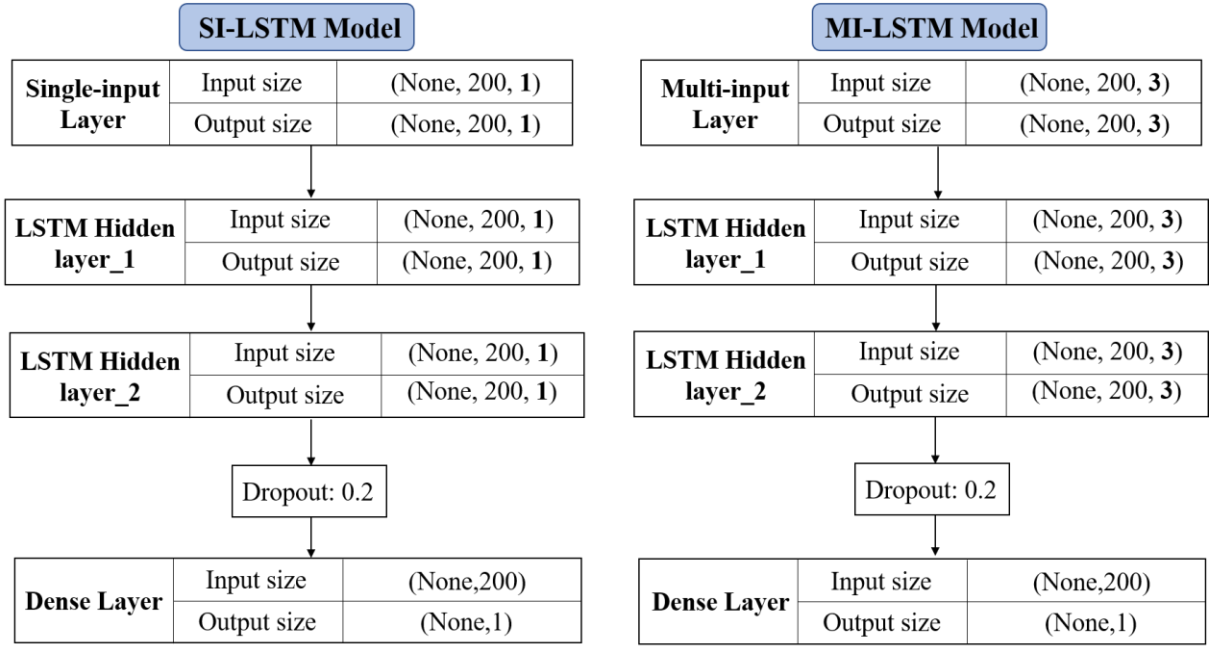 SI-LSTM Model
Single-input
Layer
Input size
(None, 200, 1)
Output size
(None, 200, 1)
LSTM Hidden
layer_1
Input size
(None, 200, 1)
Output size
(None, 200, 1)
LSTM Hidden
layer_2
Input size
(None, 200, 1)
Output size
(None, 200, 1)
Dropout: 0.2
Dense Layer
Input size
(None,200)
Output size
(None,1)
MI-LSTM Model
Multi-input
Layer
Input size
(None, 200, 3)
Output size
(None, 200, 3)
LSTM Hidden
layer_1
Input size
(None, 200, 3)
Output size
(None, 200, 3)
LSTM Hidden
layer_2
Input size
(None, 200, 3)
Output size
(None, 200, 3)
Dropout: 0.2
Dense Layer
Input size
(None,200)
Output size
(None,1)